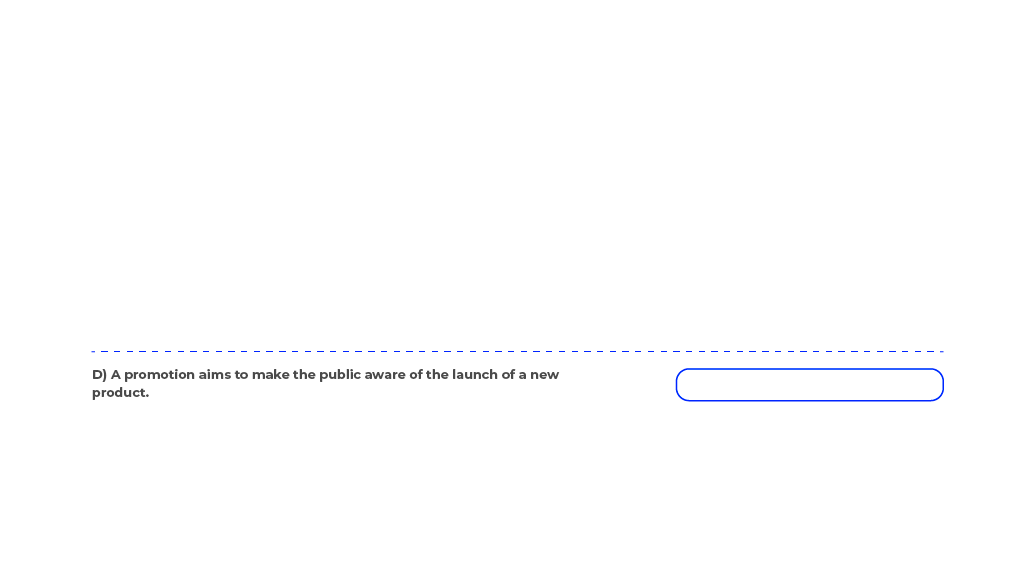 D) A promotion aims to make the public aware of the launch of a new
product.